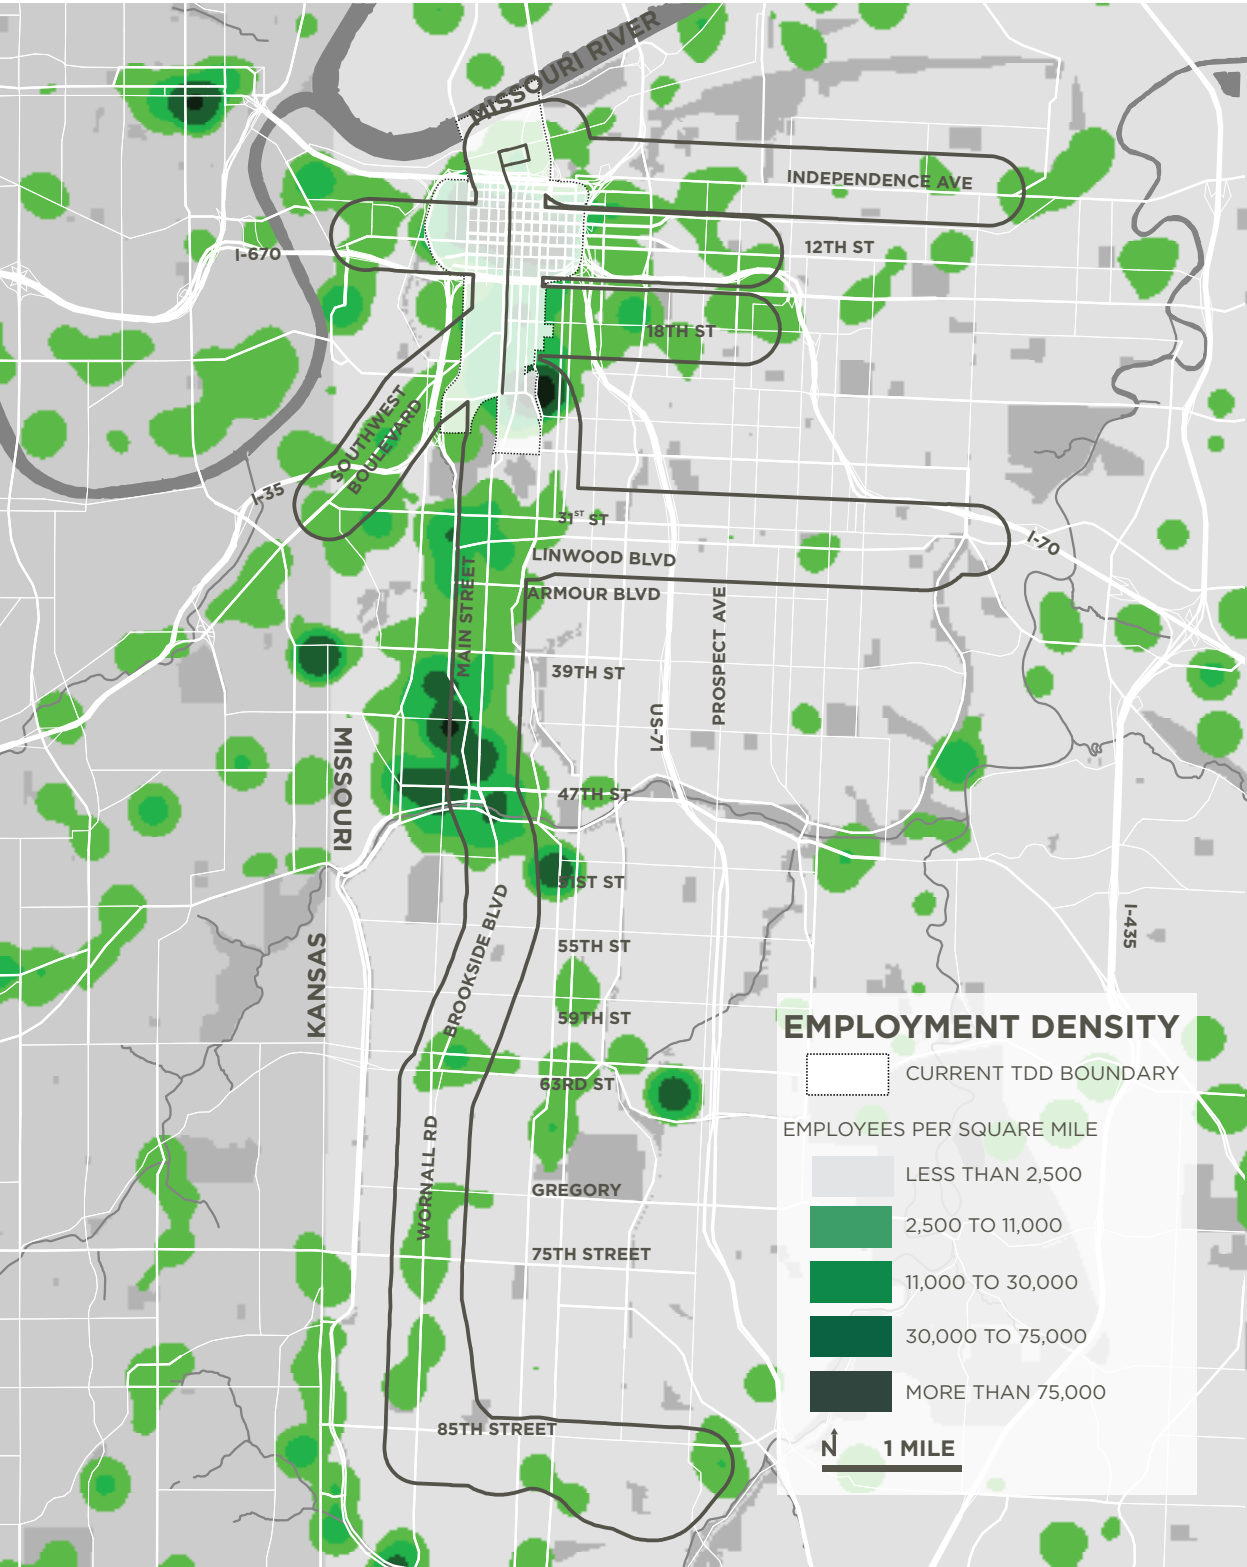 MISSOURI RIVER
INDEPENDENCE AVE
I-670
12TH ST
18TH ST
SOUTHWEST
BOULEVARD
I-35
31ST ST
I-70
LINWOOD BLVD
ARMOUR BLVD
MAIN STREET
PROSPECT AVE
39TH ST
US-71
MISSOURI
47TH ST
51ST ST
BROOKSIDE BLVD
I-435
KANSAS
55TH ST
59TH ST
63RD ST
WORNALL RD
GREGORY
75TH STREET
85TH STREET
EMPLOYMENT DENSITY
CURRENT TDD BOUNDARY
EMPLOYEES PER SQUARE MILE
LESS THAN 2,500
2,500 TO 11,000
11,000 TO 30,000
30,000 TO 75,000
MORE THAN 75,000
N 1 MILE